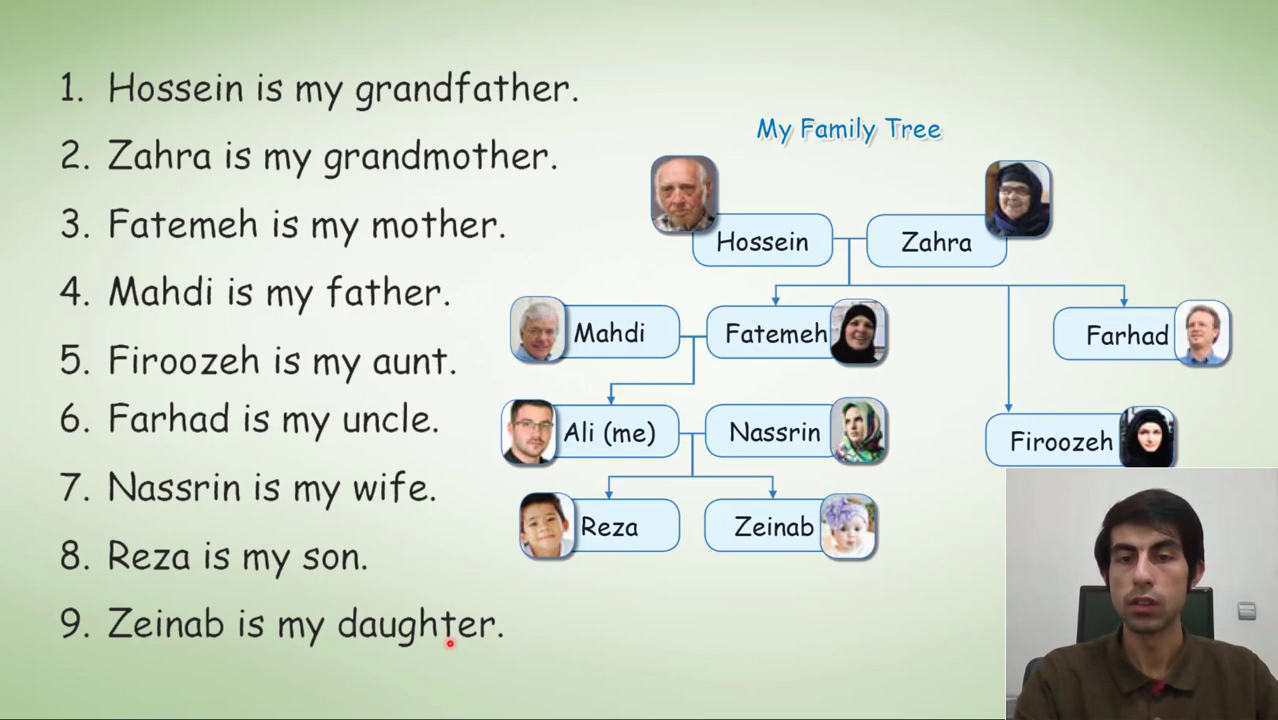 1. Hossein is my grandfather.
2. Zahra is my grandmother.
3. Fatemeh is my mother.
4. Mahdi is my father.
5. Firoozeh is my aunt.
6. Farhad is my uncle.
7. Nassrin is my wife.
8. Reza is my son.
9. Zeinab is my daughter.
My Family Tree
Hossein
Zahra
Mahdi
Fatemeh
Farhad
Ali (me)
Nassrin
Firoozeh
Reza
Zeinab